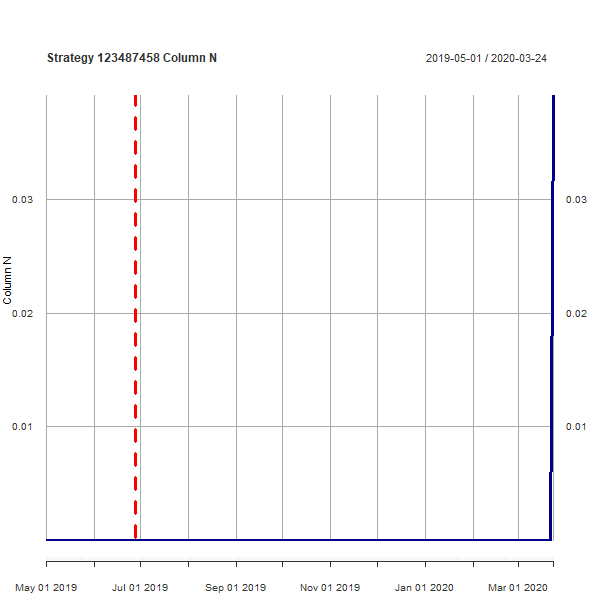 Strategy 123487458 Column N
2019-05-01 / 2020-03-24
0.03
0.03
Column N
0.02
0.02
0.01
0.01
May 01 2019
Jul 01 2019
Sep 01 2019
Nov 01 2019
Jan 01 2020
Mar 01 2020